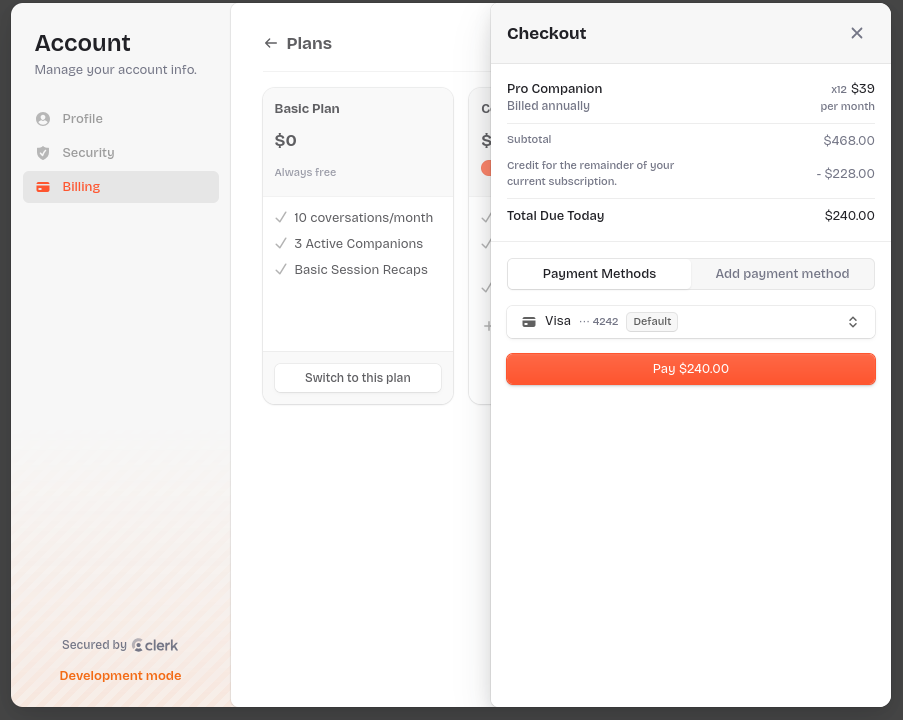 Account
Manage your account info.
Profile
Security
Billing
Secured by clerk
Development mode
Plans
Basic Plan
$0
Always free
10 coversations/month
3 Active Companions
Basic Session Recaps
Switch to this plan
Checkout
Pro Companion x12 $39
Billed annually per month
Subtotal $468.00
Credit for the remainder of your
current subscription. - $228.00
Total Due Today $240.00
Payment Methods Add payment method
Visa ··· 4242 Default
Pay $240.00